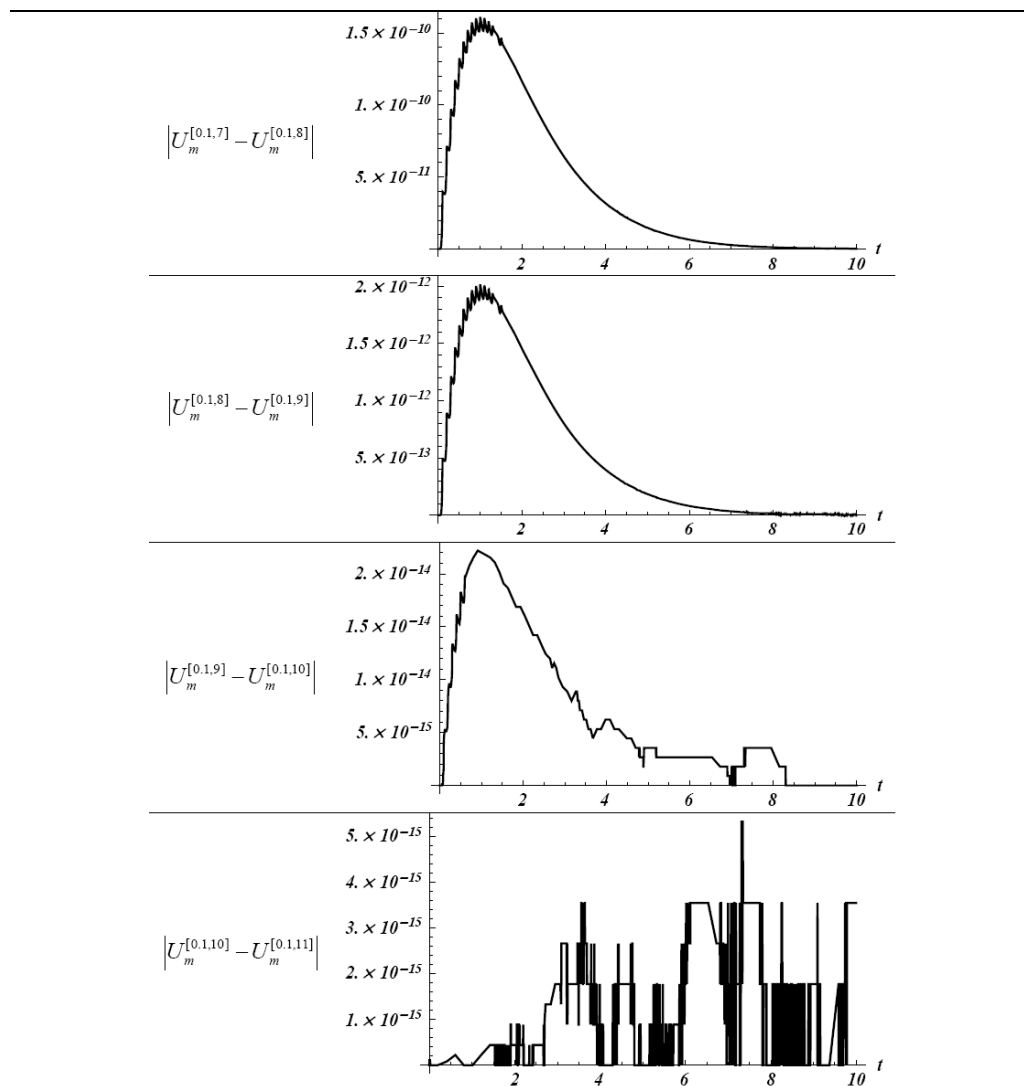 1.5 × 10^-10
1. × 10^-10
5. × 10^-11
|U_m^[0.1,7] − U_m^[0.1,8]|
2 4 6 8 10 t
2. × 10^-12
1.5 × 10^-12
1. × 10^-12
5. × 10^-13
|U_m^[0.1,8] − U_m^[0.1,9]|
2 4 6 8 10 t
2. × 10^-14
1.5 × 10^-14
1. × 10^-14
5. × 10^-15
|U_m^[0.1,9] − U_m^[0.1,10]|
2 4 6 8 10 t
5. × 10^-15
4. × 10^-15
3. × 10^-15
2. × 10^-15
1. × 10^-15
|U_m^[0.1,10] − U_m^[0.1,11]|
2 4 6 8 10 t